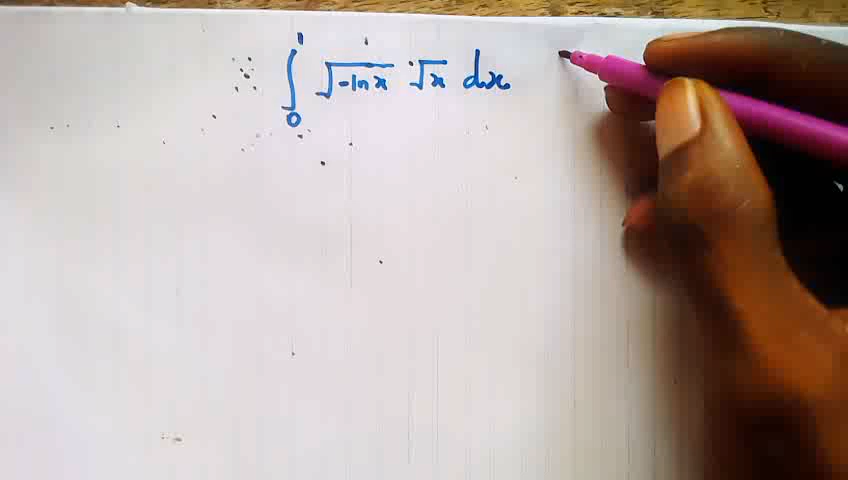 ∫₀¹ √(-ln x) √x dx